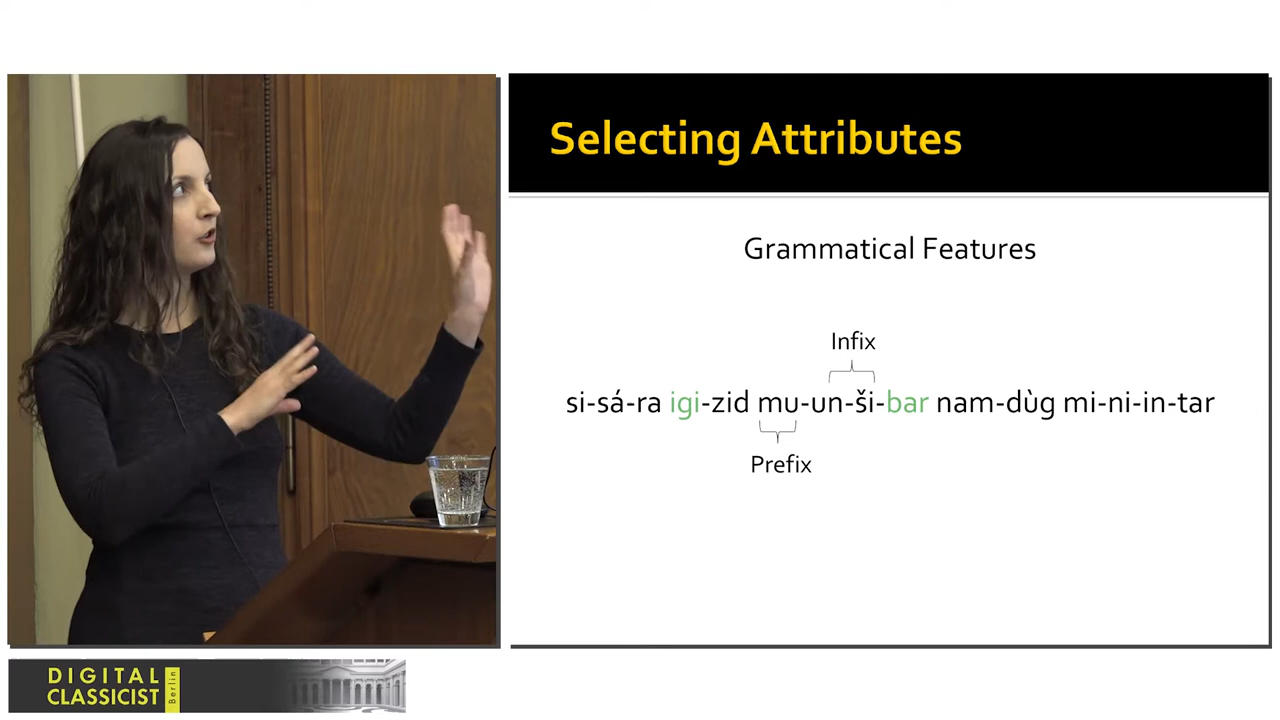 Selecting Attributes
Grammatical Features
Infix
si-sá-ra igi-zid mu-un-ši-bar nam-dùg mi-ni-in-tar
Prefix
DIGITAL
CLASSICIST
Berlin